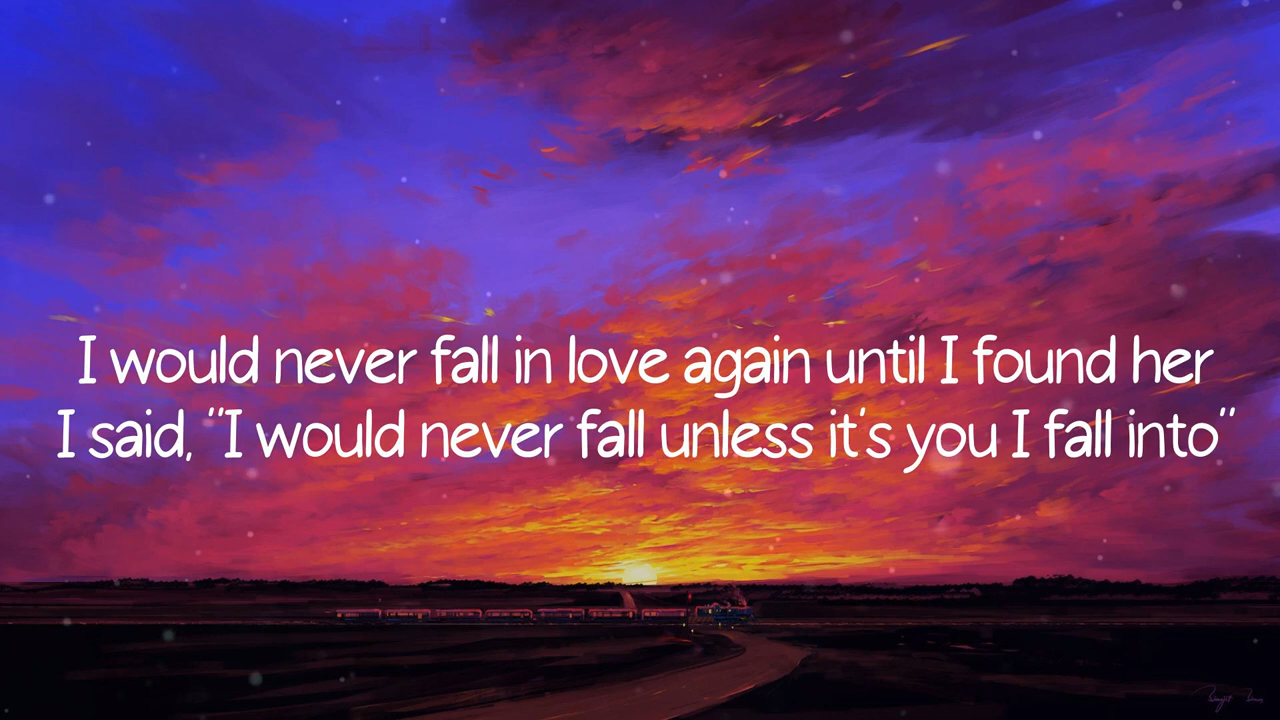 I would never fall in love again until I found her
I said, "I would never fall unless it's you I fall into"